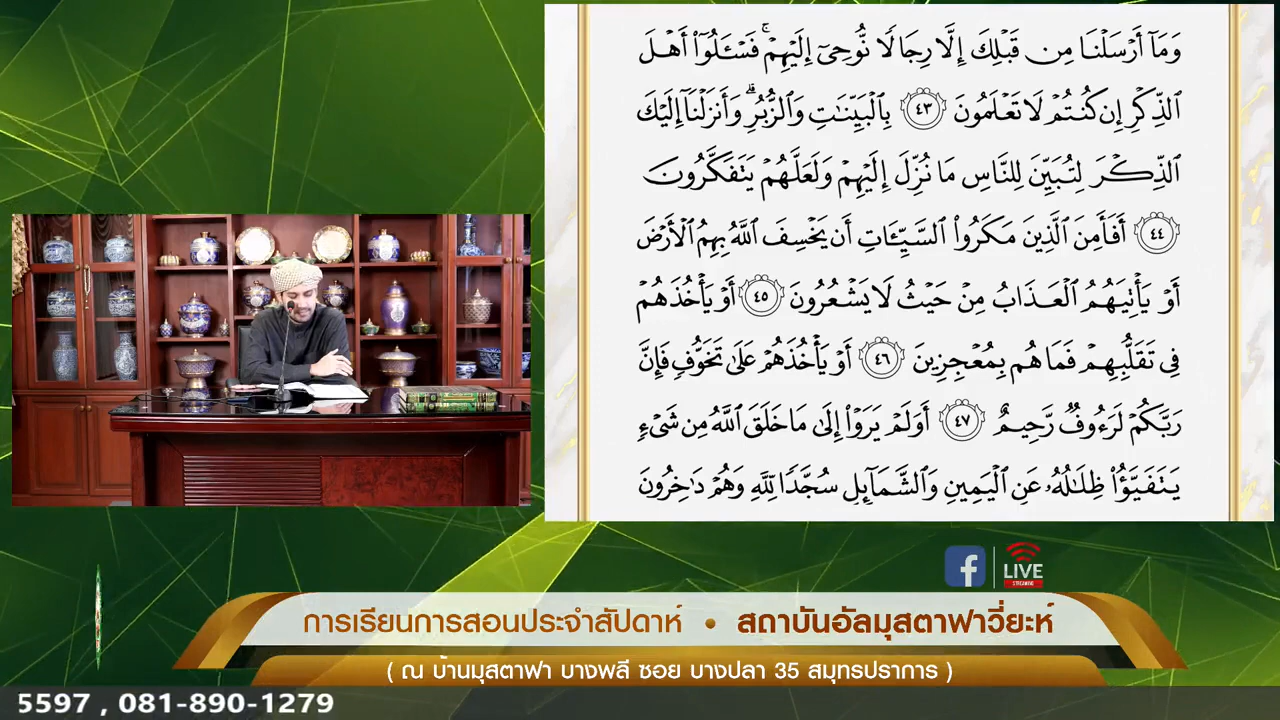 وَمَآ أَرْسَلْنَا مِن قَبْلِكَ إِلَّا رِجَالًا نُّوحِىٓ إِلَيْهِمْ ۚ فَسْـَٔلُوٓا۟ أَهْلَ
ٱلذِّكْرِ إِن كُنتُمْ لَا تَعْلَمُونَ ٤٣ بِٱلْبَيِّنَـٰتِ وَٱلزُّبُرِ ۗ وَأَنزَلْنَآ إِلَيْكَ
ٱلذِّكْرَ لِتُبَيِّنَ لِلنَّاسِ مَا نُزِّلَ إِلَيْهِمْ وَلَعَلَّهُمْ يَتَفَكَّرُونَ
٤٤ أَفَأَمِنَ ٱلَّذِينَ مَكَرُوا۟ ٱلسَّيِّـَٔاتِ أَن يَخْسِفَ ٱللَّهُ بِهِمُ ٱلْأَرْضَ
أَوْ يَأْتِيَهُمُ ٱلْعَذَابُ مِنْ حَيْثُ لَا يَشْعُرُونَ ٤٥ أَوْ يَأْخُذَهُمْ
فِى تَقَلُّبِهِمْ فَمَا هُم بِمُعْجِزِينَ ٤٦ أَوْ يَأْخُذَهُمْ عَلَىٰ تَخَوُّفٍ فَإِنَّ
رَبَّكُمْ لَرَءُوفٌ رَّحِيمٌ ٤٧ أَوَلَمْ يَرَوْا۟ إِلَىٰ مَا خَلَقَ ٱللَّهُ مِن شَىْءٍ
يَتَفَيَّؤُا۟ ظِلَـٰلُهُۥ عَنِ ٱلْيَمِينِ وَٱلشَّمَآئِلِ سُجَّدًا لِّلَّهِ وَهُمْ دَٰخِرُونَ
f LIVE
STREAMING
การเรียนการสอนประจำสัปดาห์ • สถาบันอัลมุสตาฟาวี่ยะห์
( ณ บ้านมุสตาฟา บางพลี ซอย บางปลา 35 สมุทรปราการ )
5597 , 081-890-1279